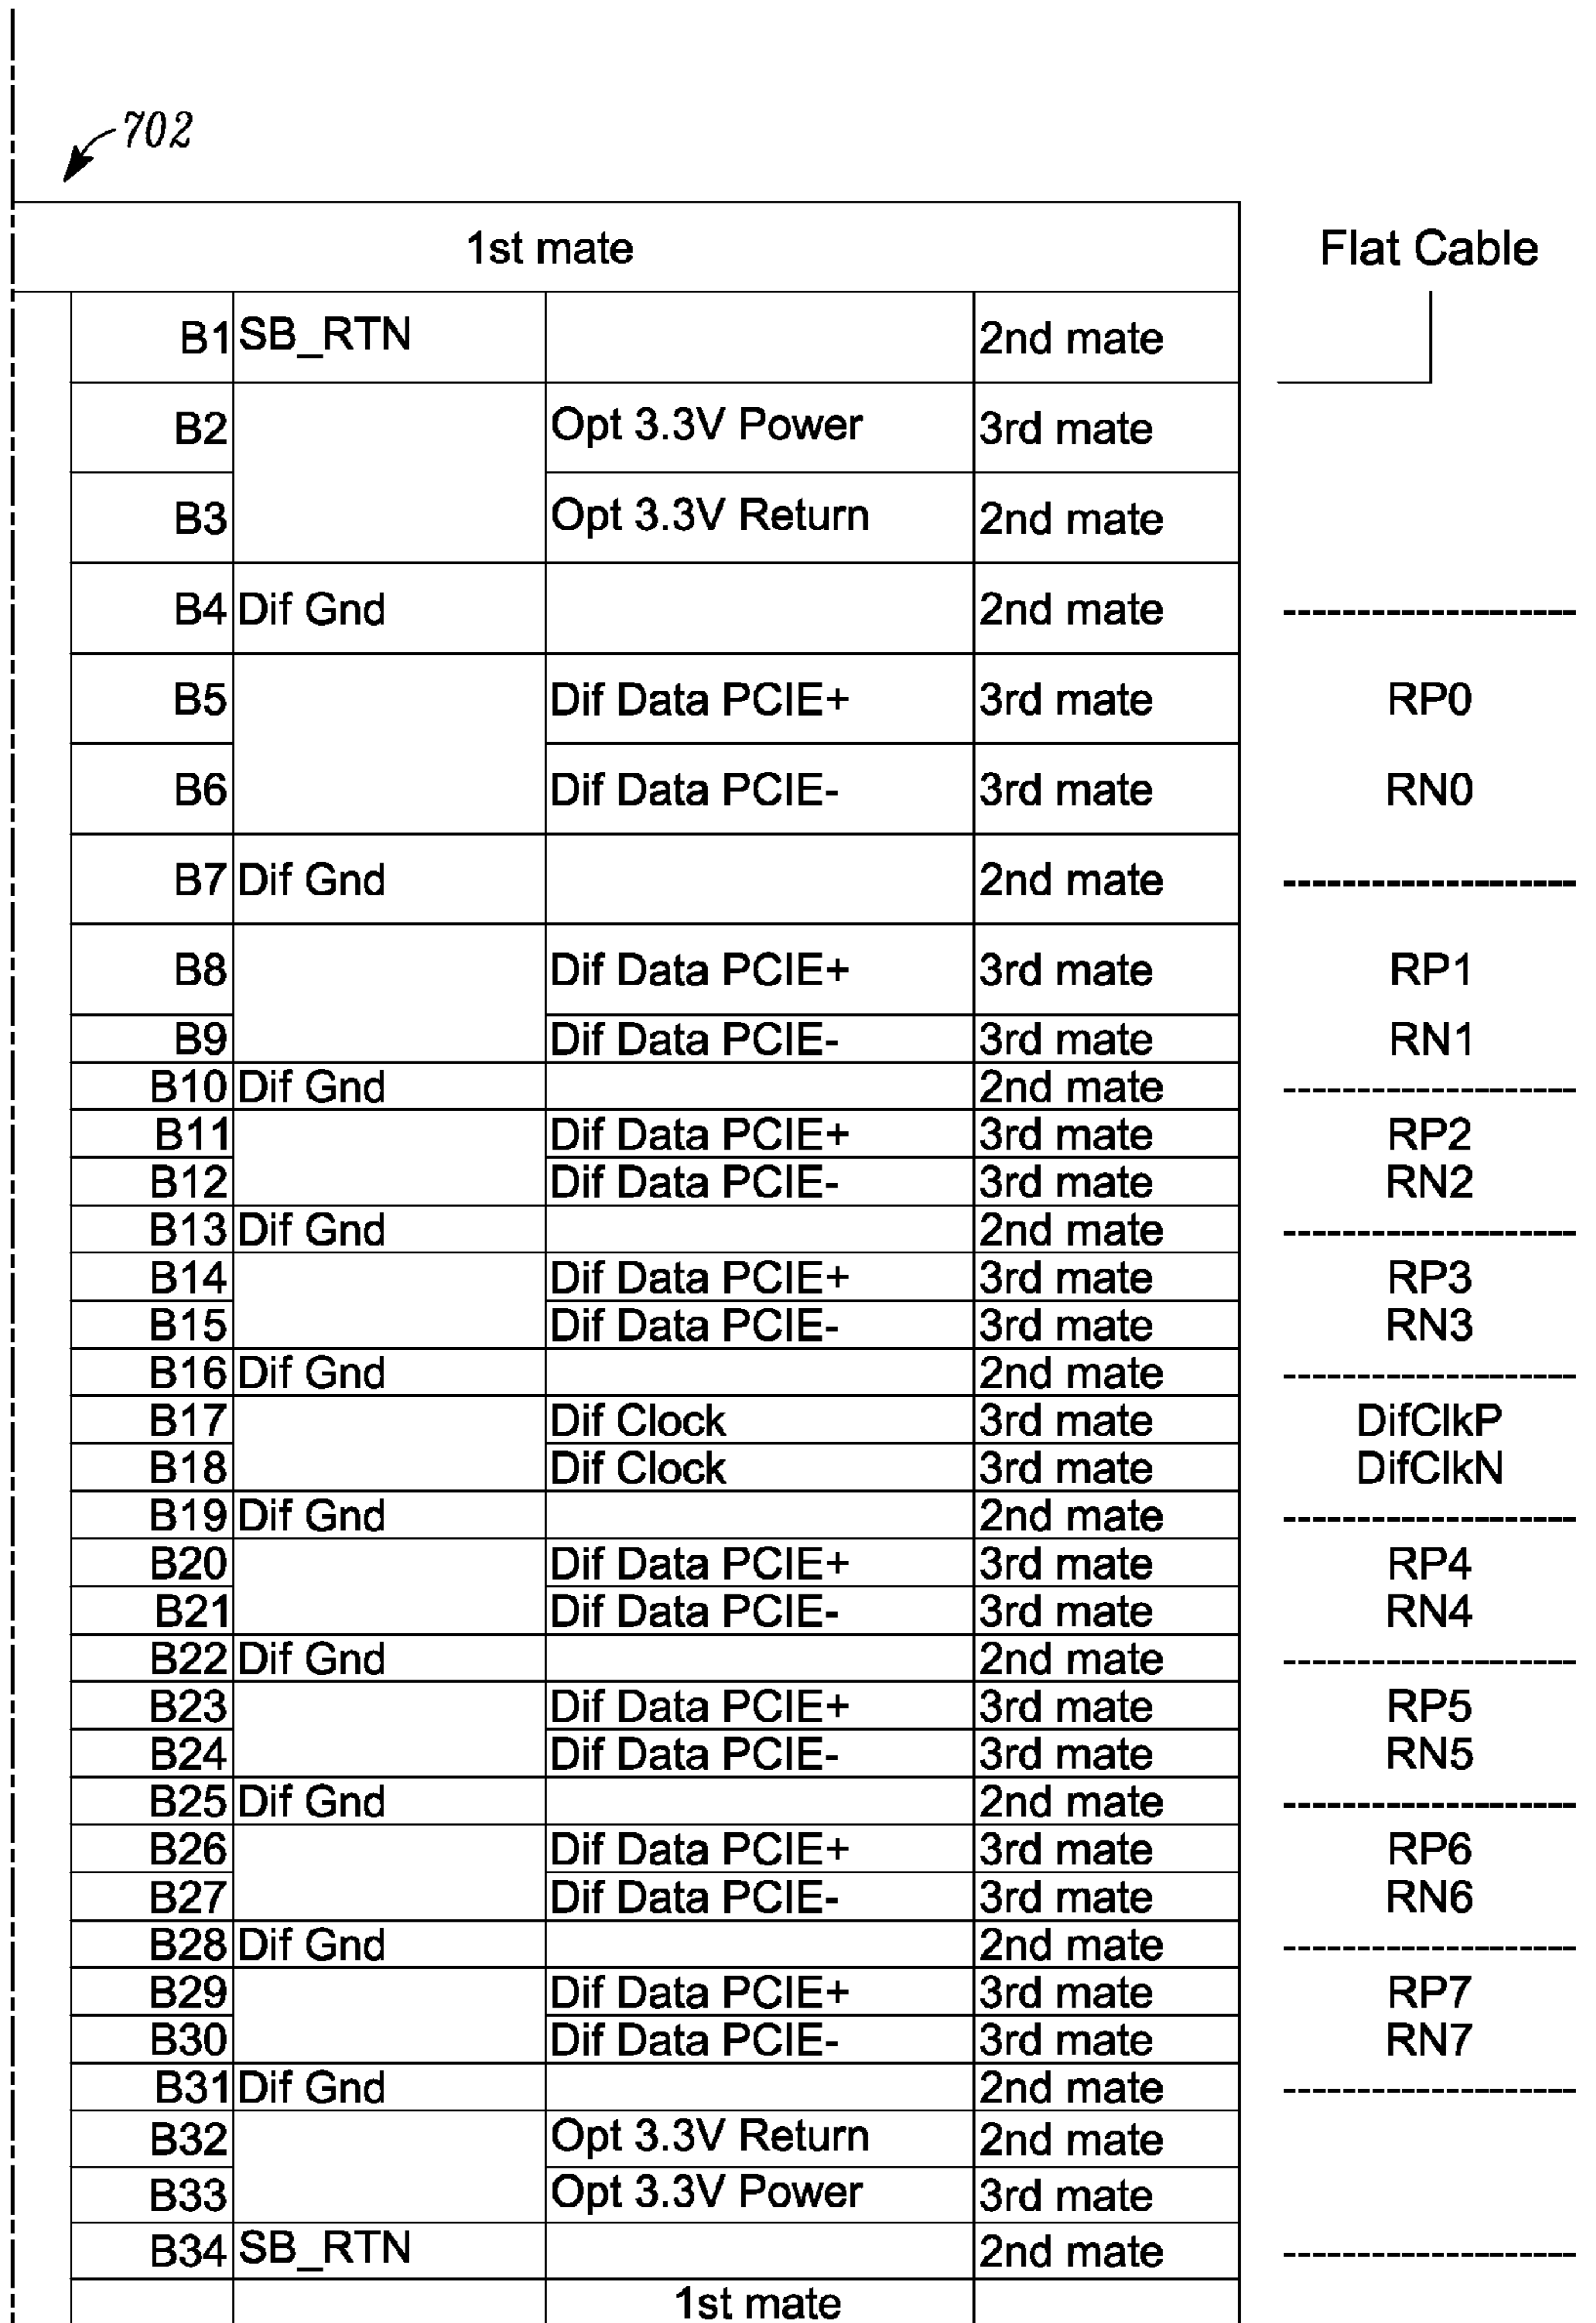 702
1st mate Flat Cable
B1 SB_RTN 2nd mate
B2 Opt 3.3V Power 3rd mate
B3 Opt 3.3V Return 2nd mate
B4 Dif Gnd 2nd mate --------------------
B5 Dif Data PCIE+ 3rd mate RP0
B6 Dif Data PCIE- 3rd mate RN0
B7 Dif Gnd 2nd mate --------------------
B8 Dif Data PCIE+ 3rd mate RP1
B9 Dif Data PCIE- 3rd mate RN1
B10 Dif Gnd 2nd mate --------------------
B11 Dif Data PCIE+ 3rd mate RP2
B12 Dif Data PCIE- 3rd mate RN2
B13 Dif Gnd 2nd mate --------------------
B14 Dif Data PCIE+ 3rd mate RP3
B15 Dif Data PCIE- 3rd mate RN3
B16 Dif Gnd 2nd mate --------------------
B17 Dif Clock 3rd mate DifClkP
B18 Dif Clock 3rd mate DifClkN
B19 Dif Gnd 2nd mate --------------------
B20 Dif Data PCIE+ 3rd mate RP4
B21 Dif Data PCIE- 3rd mate RN4
B22 Dif Gnd 2nd mate --------------------
B23 Dif Data PCIE+ 3rd mate RP5
B24 Dif Data PCIE- 3rd mate RN5
B25 Dif Gnd 2nd mate --------------------
B26 Dif Data PCIE+ 3rd mate RP6
B27 Dif Data PCIE- 3rd mate RN6
B28 Dif Gnd 2nd mate --------------------
B29 Dif Data PCIE+ 3rd mate RP7
B30 Dif Data PCIE- 3rd mate RN7
B31 Dif Gnd 2nd mate --------------------
B32 Opt 3.3V Return 2nd mate
B33 Opt 3.3V Power 3rd mate
B34 SB_RTN 2nd mate --------------------
1st mate